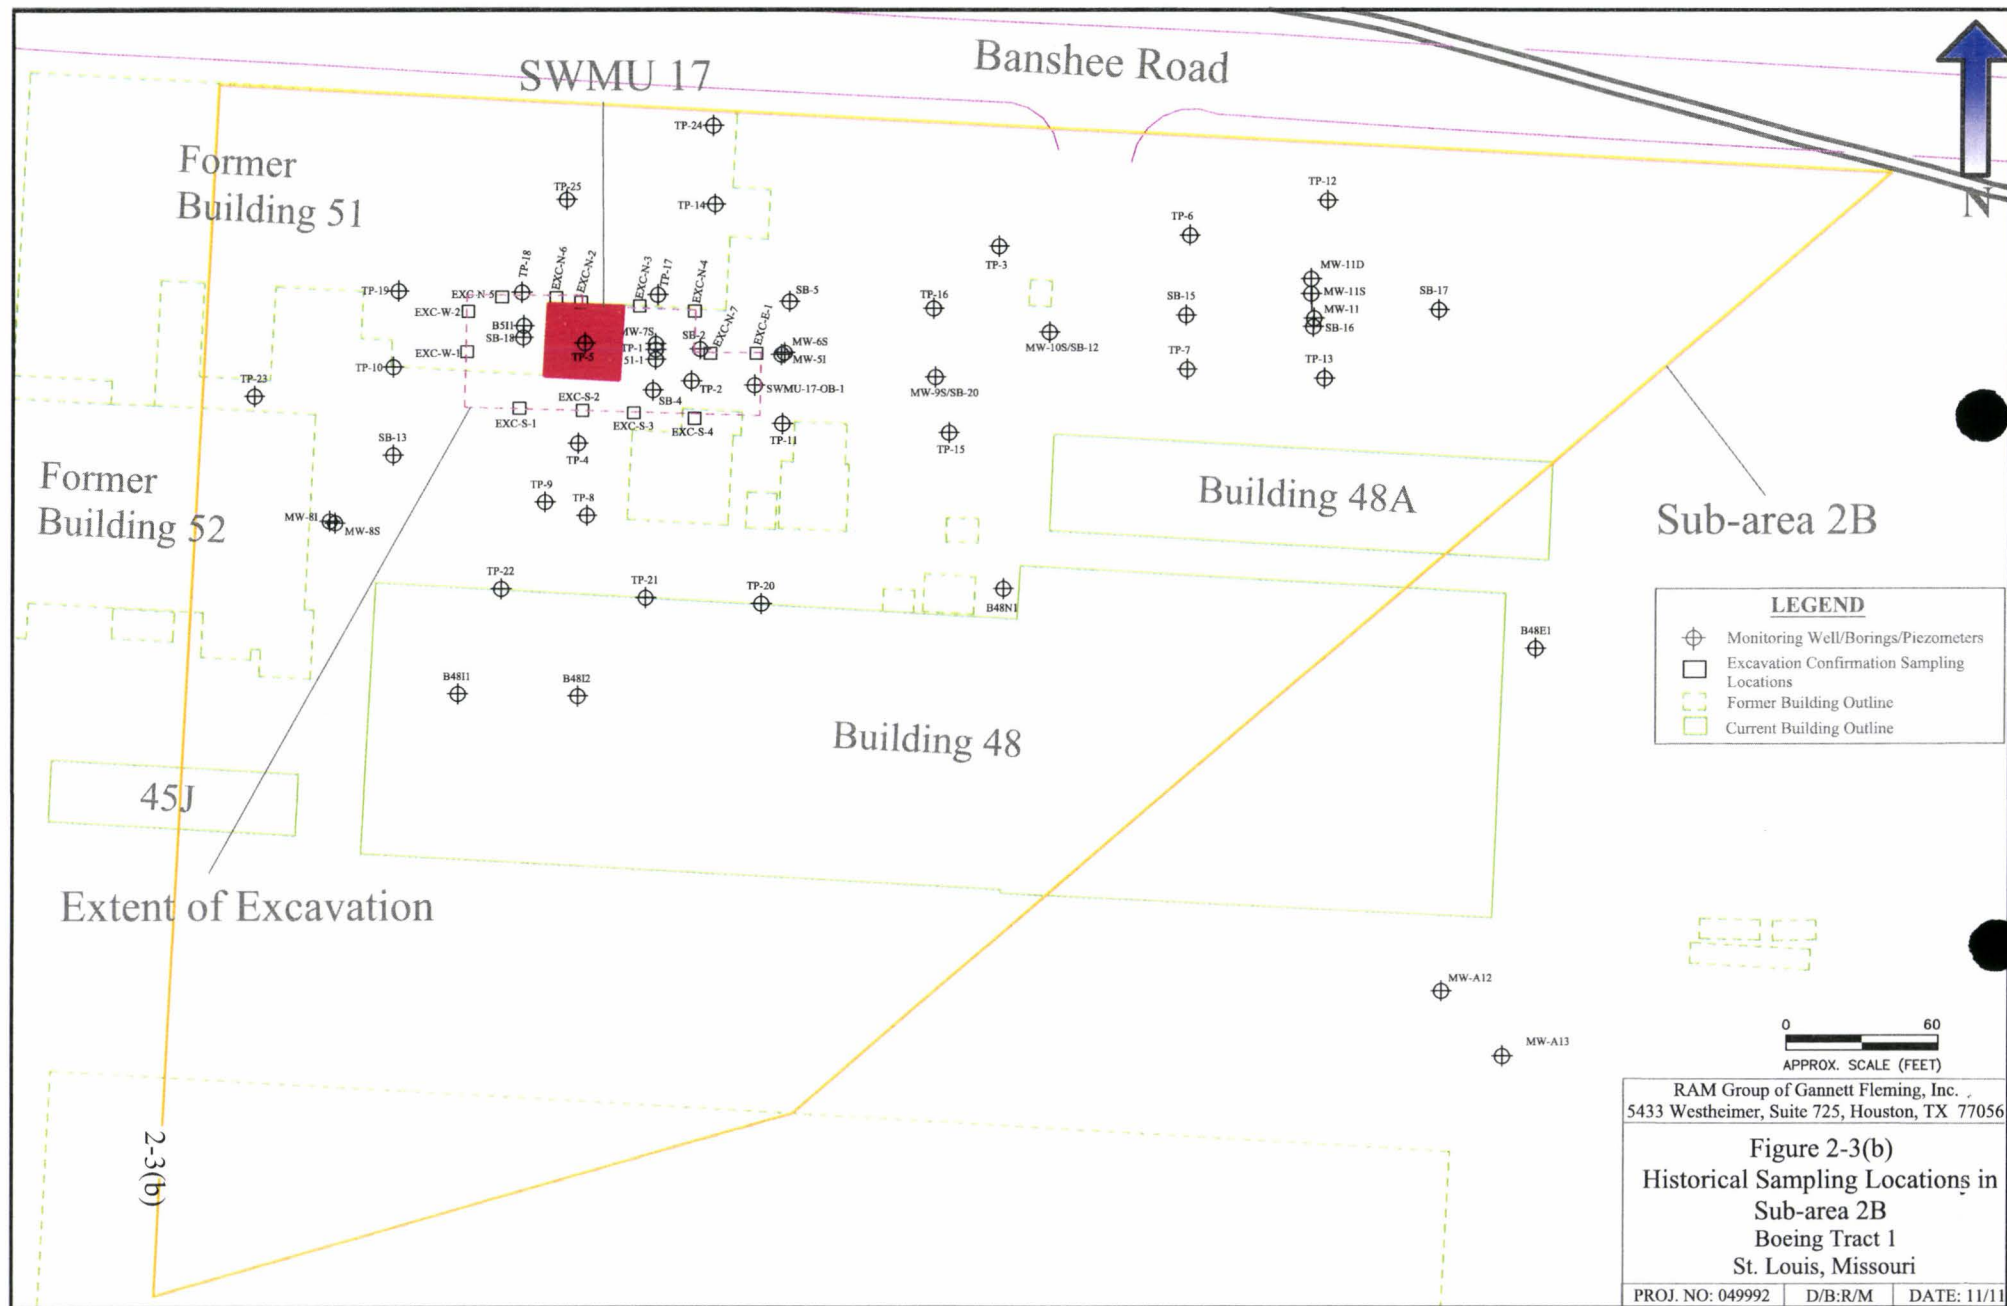 SWMU 17
Banshee Road
N
Former
Building 51
TP-24
TP-25
TP-14
TP-12
TP-6
TP-3
TP-18
EXC-N-6
EXC-N-2
EXC-N-3
TP-17
EXC-N-4
TP-19
EXC-N-5
EXC-W-2
SB-5
TP-16
SB-15
MW-11D
MW-11S
MW-11
SB-16
SB-17
B5I1
SB-18
MW-7S
TP-1
51-1
SB-2
EXC-N-7
EXC-E-1
MW-6S
MW-5I
MW-10S/SB-12
EXC-W-1
TP-5
TP-10
TP-23
TP-7
TP-13
TP-2
SWMU-17-OB-1
MW-9S/SB-20
SB-4
EXC-S-1
EXC-S-2
EXC-S-3
EXC-S-4
TP-11
TP-15
SB-13
TP-4
Former
Building 52
TP-9
TP-8
MW-8I
MW-8S
Building 48A
Sub-area 2B
TP-22
TP-21
TP-20
B48N1
B48E1
LEGEND
Monitoring Well/Borings/Piezometers
Excavation Confirmation Sampling
Locations
Former Building Outline
Current Building Outline
B48I1
B48I2
Building 48
45J
Extent of Excavation
MW-A12
MW-A13
0 60
APPROX. SCALE (FEET)
2-3(b)
RAM Group of Gannett Fleming, Inc.
5433 Westheimer, Suite 725, Houston, TX 77056
Figure 2-3(b)
Historical Sampling Locations in
Sub-area 2B
Boeing Tract 1
St. Louis, Missouri
PROJ. NO: 049992 D/B:R/M DATE: 11/11